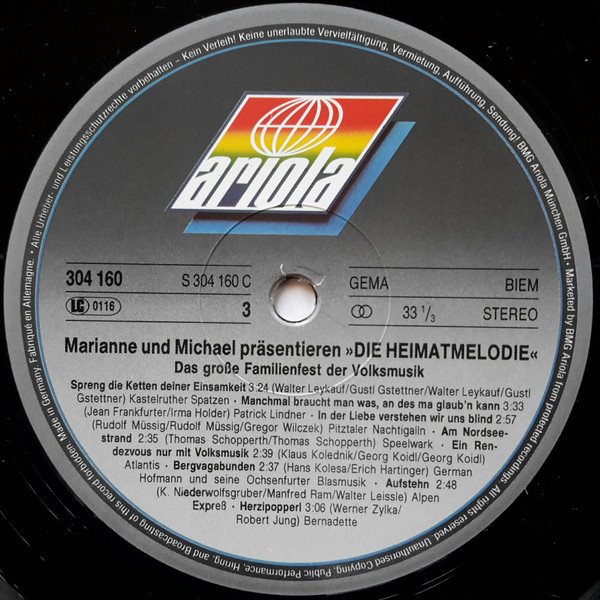 Alle Urheber- und Leistungsschutzrechte vorbehalten – Kein Verleih! Keine unerlaubte Vervielfältigung, Vermietung, Aufführung, Sendung! BMG Ariola München GmbH · Marketed by BMG Ariola
from protected recordings. All rights reserved. Unauthorised Copying, Public Performance, Hiring, and Broadcasting of this record forbidden. Made in Germany. Fabriqué en Allemagne. ·
ariola
304 160 S 304 160 C GEMA BIEM
LC 0116 3 33 1/3 STEREO
Marianne und Michael präsentieren »DIE HEIMATMELODIE«
Das große Familienfest der Volksmusik
Spreng die Ketten deiner Einsamkeit 3:24 (Walter Leykauf/Gustl Gstettner/Walter Leykauf/Gustl
Gstettner) Kastelruther Spatzen · Manchmal braucht man was, an des ma glaub'n kann 3:33
(Jean Frankfurter/Irma Holder) Patrick Lindner · In der Liebe verstehen wir uns blind 2:57
(Rudolf Müssig/Rudolf Müssig/Gregor Wilczek) Pitztaler Nachtigalln · Am Nordsee-
strand 2:35 (Thomas Schopperth/Thomas Schopperth) Speelwark · Ein Ren-
dezvous nur mit Volksmusik 2:39 (Klaus Kolednik/Georg Koidl/Georg Koidl)
Atlantis · Bergvagabunden 2:37 (Hans Kolesa/Erich Hartinger) German
Hofmann und seine Ochsenfurter Blasmusik · Aufstehn 2:48
(K. Niederwolfsgruber/Manfred Ram/Walter Leissle) Alpen
Expreß · Herzipopperl 3:06 (Werner Zylka/
Robert Jung) Bernadette